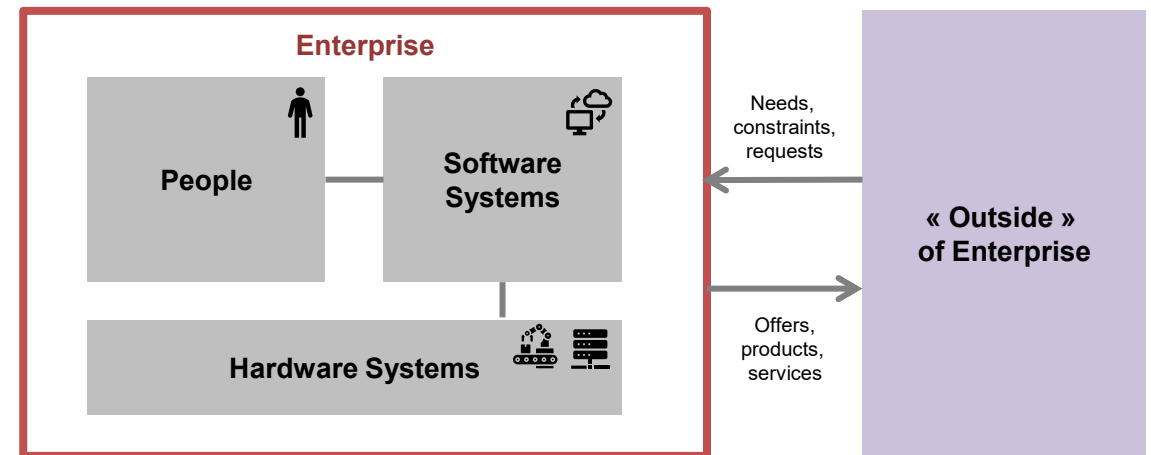 Enterprise
People
Software
Systems
Hardware Systems
Needs,
constraints,
requests
Offers,
products,
services
« Outside »
of Enterprise